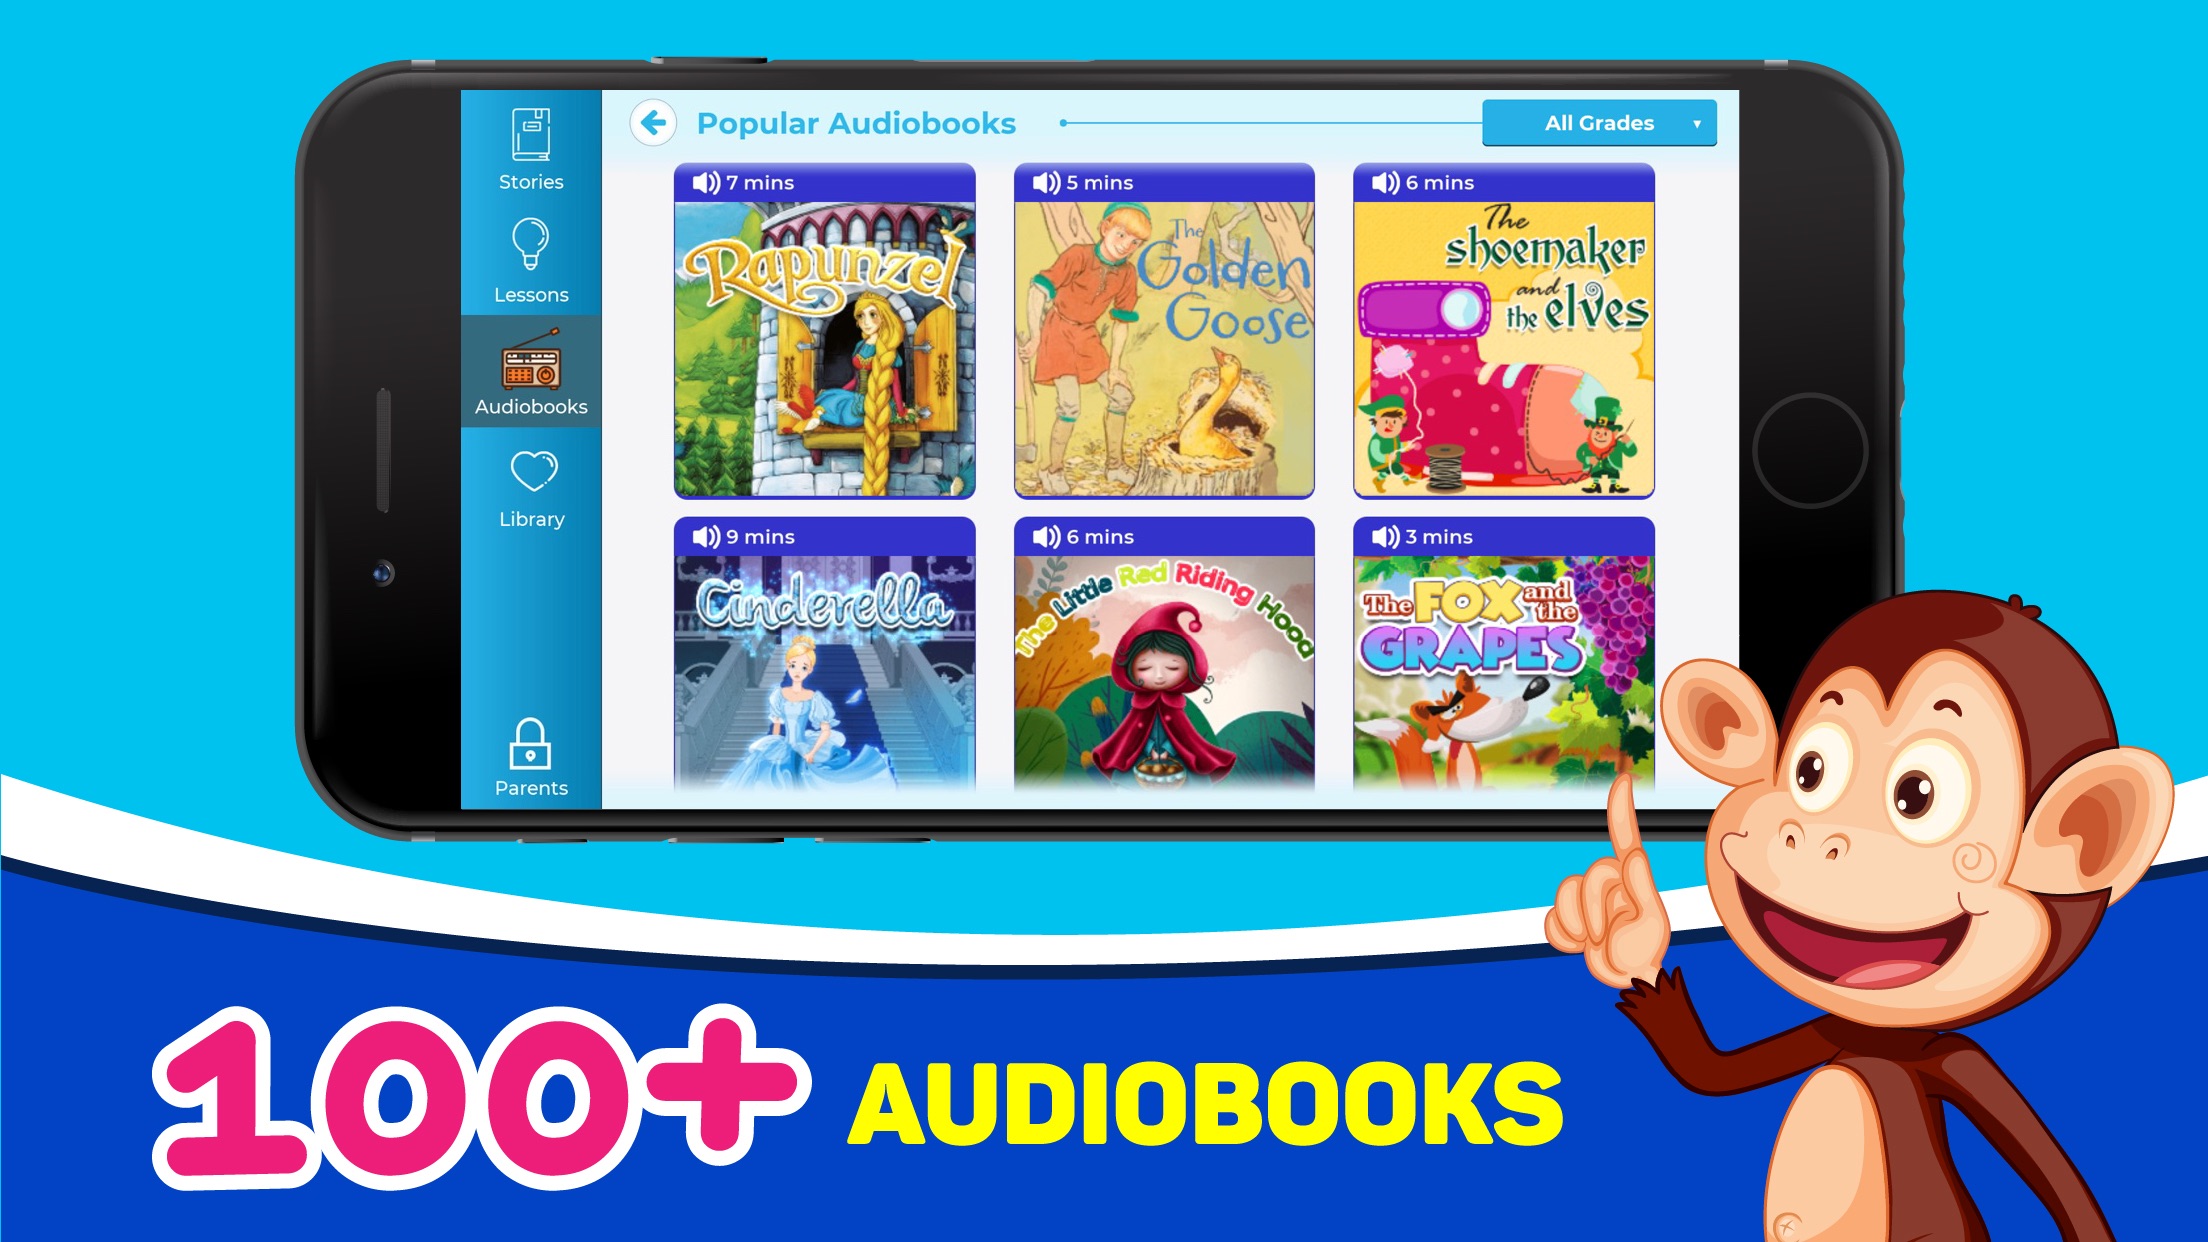 Stories
Lessons
Audiobooks
Library
Parents
Popular Audiobooks
All Grades
7 mins
Rapunzel
5 mins
The
Golden
Goose
6 mins
The
shoemaker
and
the elves
9 mins
Cinderella
6 mins
The Little Red Riding Hood
3 mins
The FOX and the
GRAPES
100+ AUDIOBOOKS